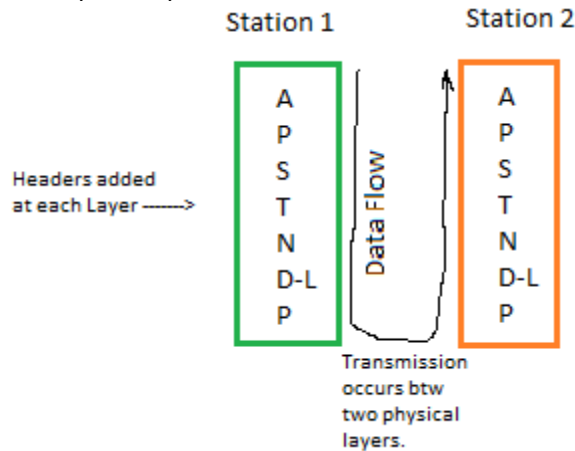 Station 1
Station 2
Headers added
at each Layer ------->
A
P
S
T
N
D-L
P
Data Flow
A
P
S
T
N
D-L
P
Transmission
occurs btw
two physical
layers.